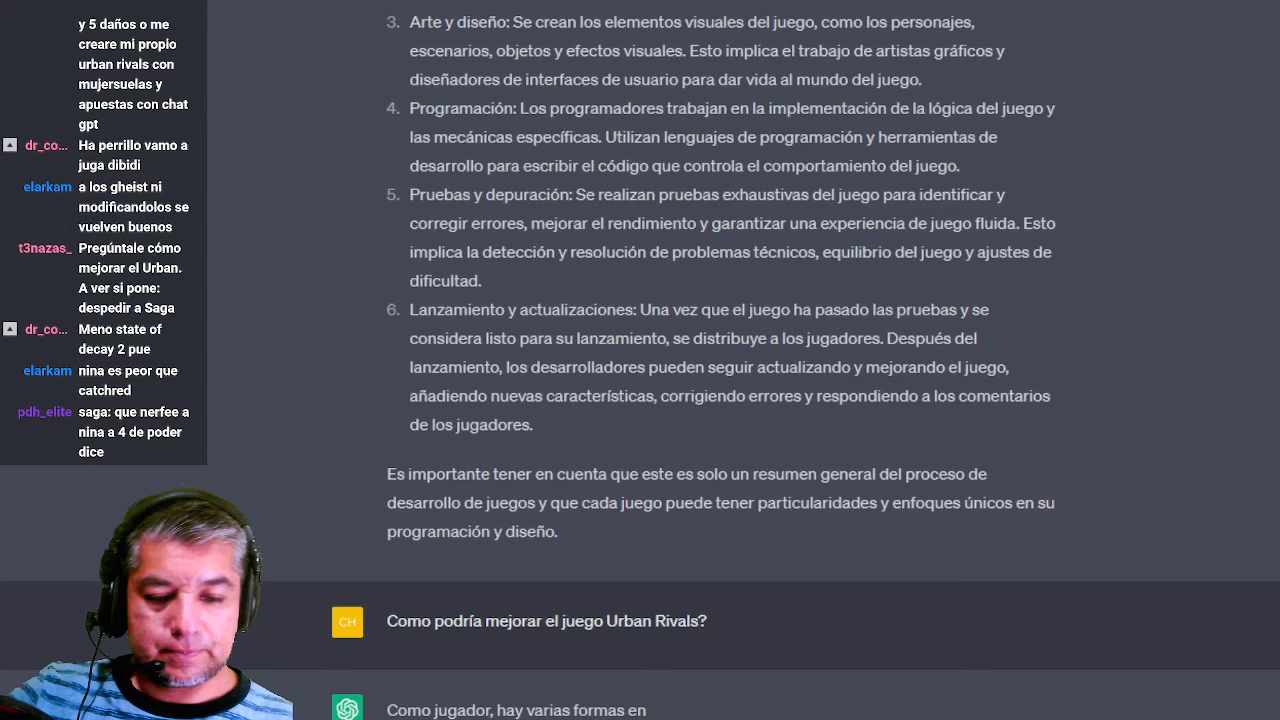 y 5 daños o me
creare mi propio
urban rivals con
mujersuelas y
apuestas con chat
gpt
dr_co... Ha perrillo vamo a
juga dibidi
elarkam a los gheist ni
modificandolos se
vuelven buenos
t3nazas_ Pregúntale cómo
mejorar el Urban.
A ver si pone:
despedir a Saga
dr_co... Meno state of
decay 2 pue
elarkam nina es peor que
catchred
pdh_elite saga: que nerfee a
nina a 4 de poder
dice
3. Arte y diseño: Se crean los elementos visuales del juego, como los personajes,
escenarios, objetos y efectos visuales. Esto implica el trabajo de artistas gráficos y
diseñadores de interfaces de usuario para dar vida al mundo del juego.
4. Programación: Los programadores trabajan en la implementación de la lógica del juego y
las mecánicas específicas. Utilizan lenguajes de programación y herramientas de
desarrollo para escribir el código que controla el comportamiento del juego.
5. Pruebas y depuración: Se realizan pruebas exhaustivas del juego para identificar y
corregir errores, mejorar el rendimiento y garantizar una experiencia de juego fluida. Esto
implica la detección y resolución de problemas técnicos, equilibrio del juego y ajustes de
dificultad.
6. Lanzamiento y actualizaciones: Una vez que el juego ha pasado las pruebas y se
considera listo para su lanzamiento, se distribuye a los jugadores. Después del
lanzamiento, los desarrolladores pueden seguir actualizando y mejorando el juego,
añadiendo nuevas características, corrigiendo errores y respondiendo a los comentarios
de los jugadores.
Es importante tener en cuenta que este es solo un resumen general del proceso de
desarrollo de juegos y que cada juego puede tener particularidades y enfoques únicos en su
programación y diseño.
CH Como podría mejorar el juego Urban Rivals?
Como jugador, hay varias formas en